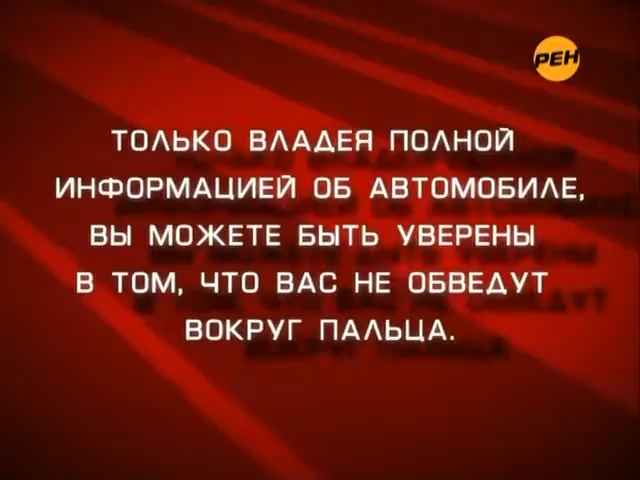 РЕН
ТОЛЬКО ВЛАДЕЯ ПОЛНОЙ
ИНФОРМАЦИЕЙ ОБ АВТОМОБИЛЕ,
ВЫ МОЖЕТЕ БЫТЬ УВЕРЕНЫ
В ТОМ, ЧТО ВАС НЕ ОБВЕДУТ
ВОКРУГ ПАЛЬЦА.